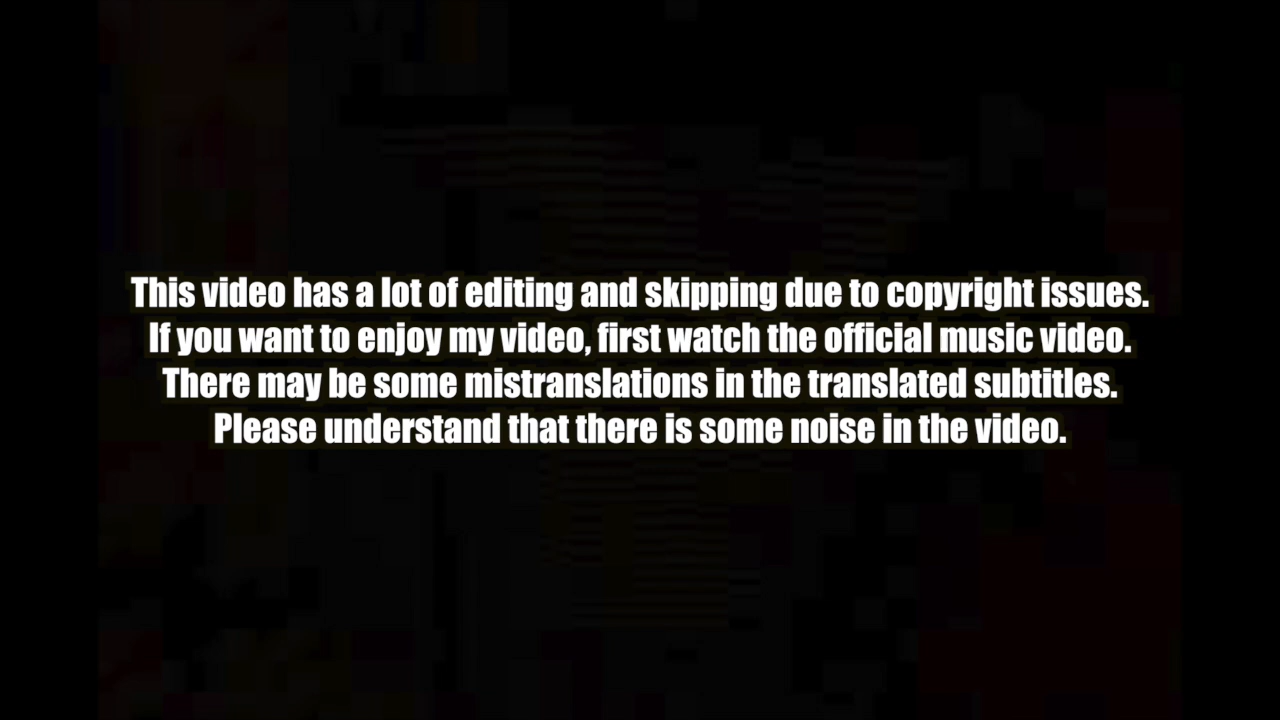 This video has a lot of editing and skipping due to copyright issues.
If you want to enjoy my video, first watch the official music video.
There may be some mistranslations in the translated subtitles.
Please understand that there is some noise in the video.